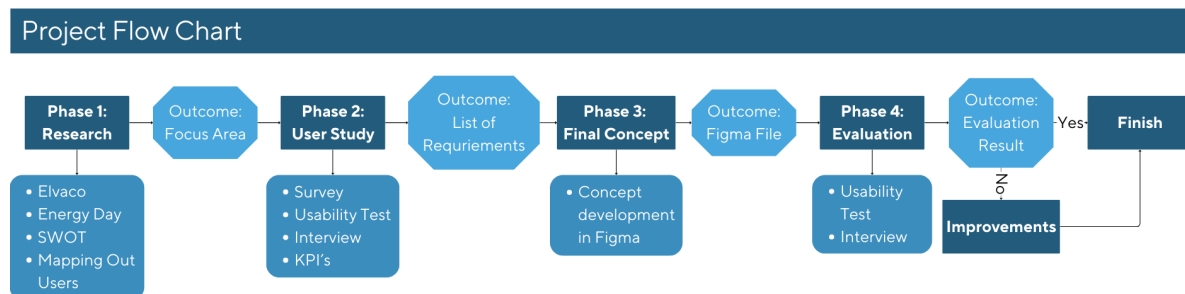 Project Flow Chart
Phase 1:
Research
Outcome:
Focus Area
Phase 2:
User Study
Outcome:
List of
Requriements
Phase 3:
Final Concept
Outcome:
Figma File
Phase 4:
Evaluation
Outcome:
Evaluation
Result
Yes
Finish
No
Improvements
• Elvaco
• Energy Day
• SWOT
• Mapping Out
Users
• Survey
• Usability Test
• Interview
• KPI's
• Concept
development
in Figma
• Usability
Test
• Interview